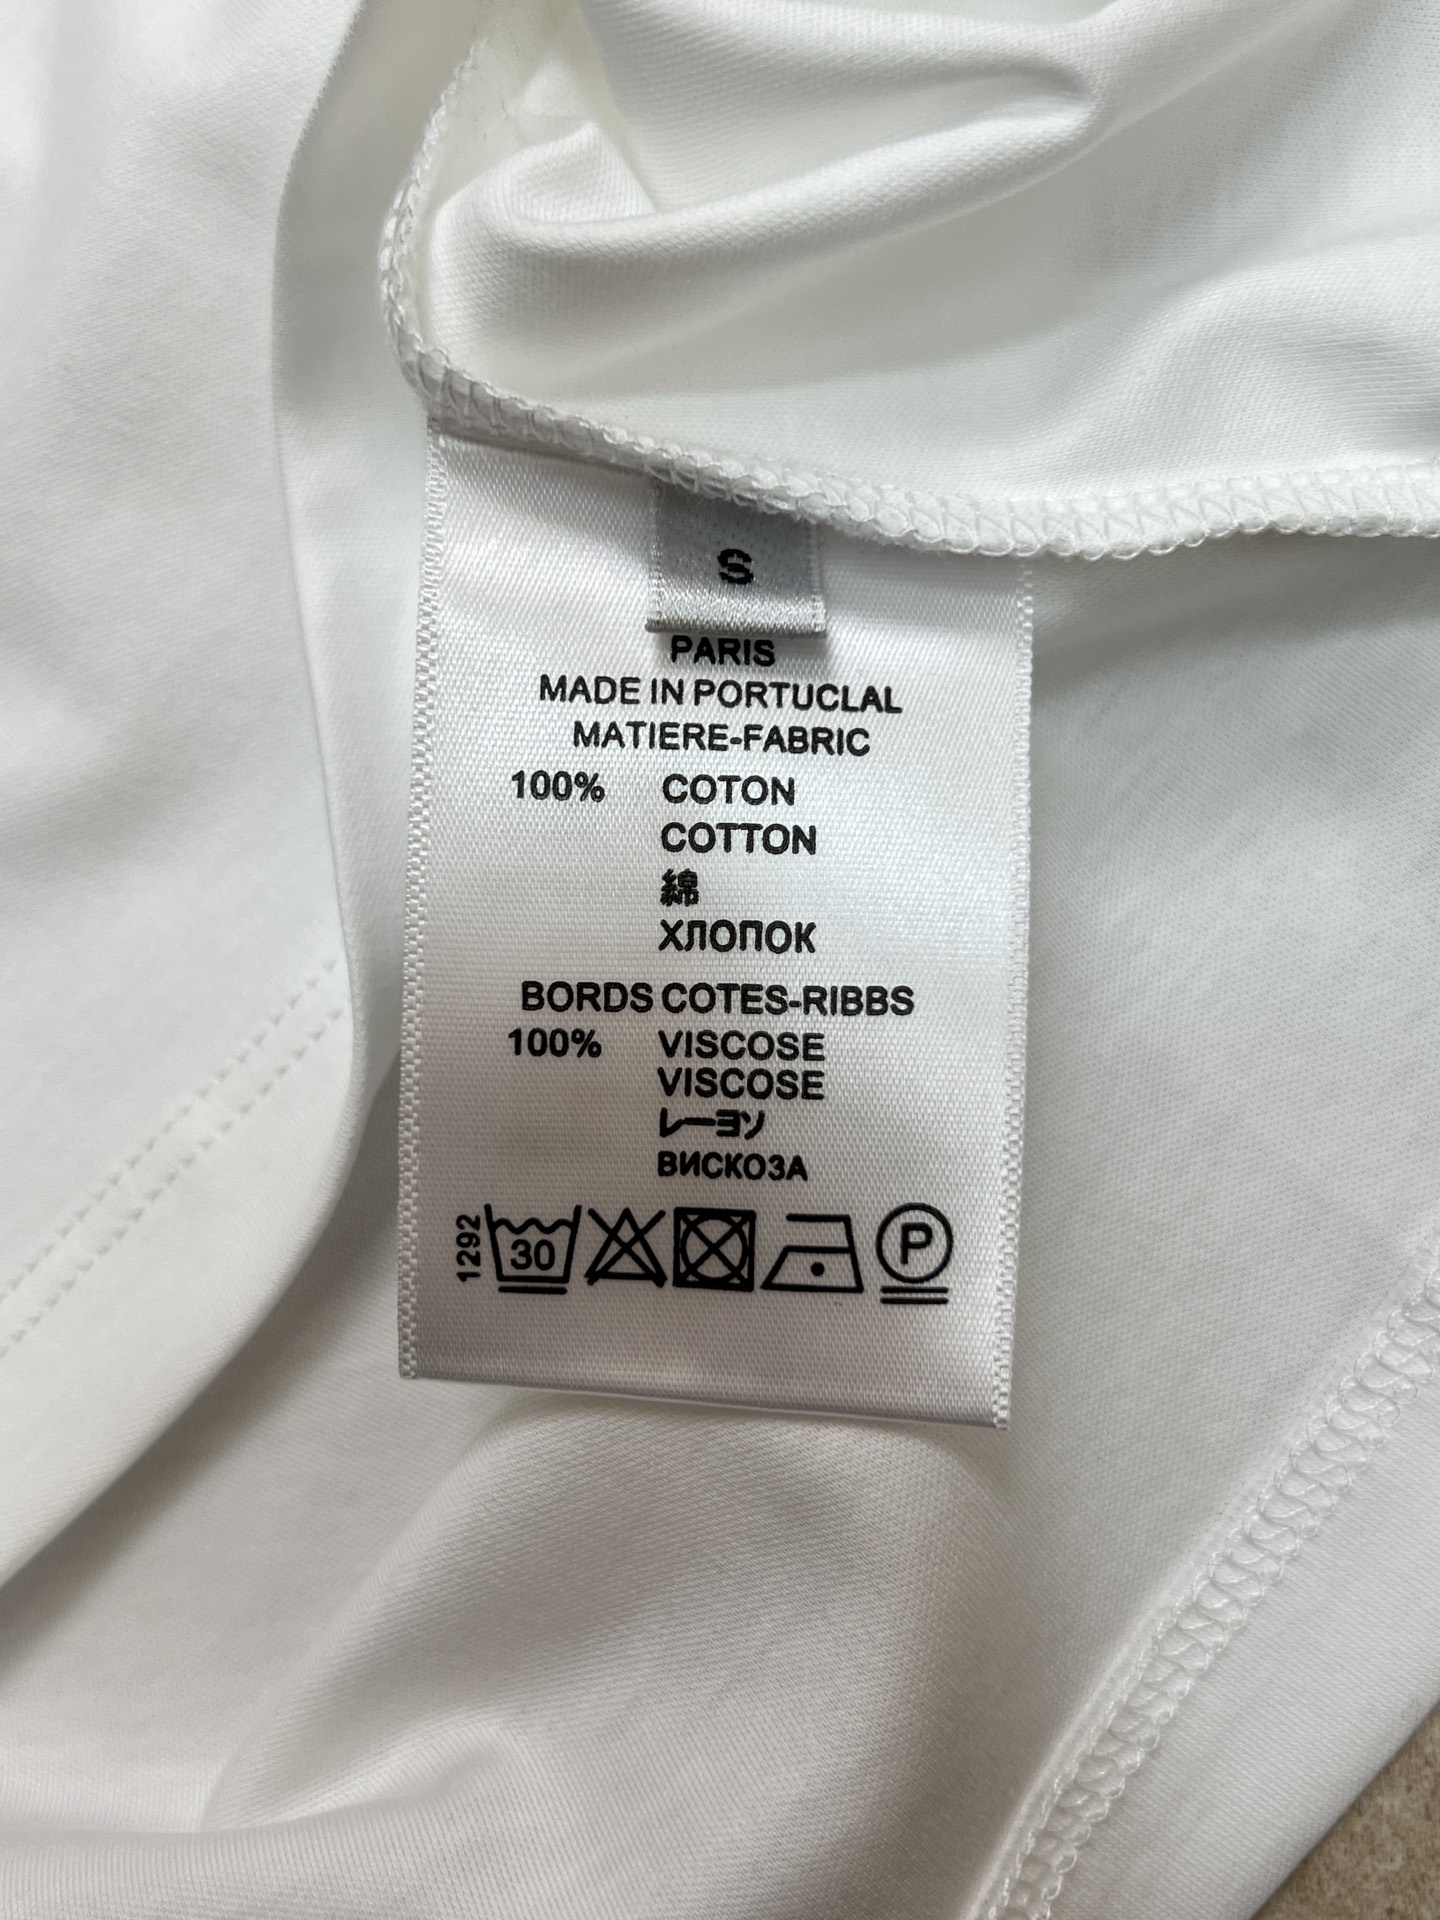 S
PARIS
MADE IN PORTUCLAL
MATIERE-FABRIC
100% COTON
COTTON
綿
ХЛОПОК
BORDS COTES-RIBBS
100% VISCOSE
VISCOSE
レーヨン
ВИСКОЗА
1292 30 P